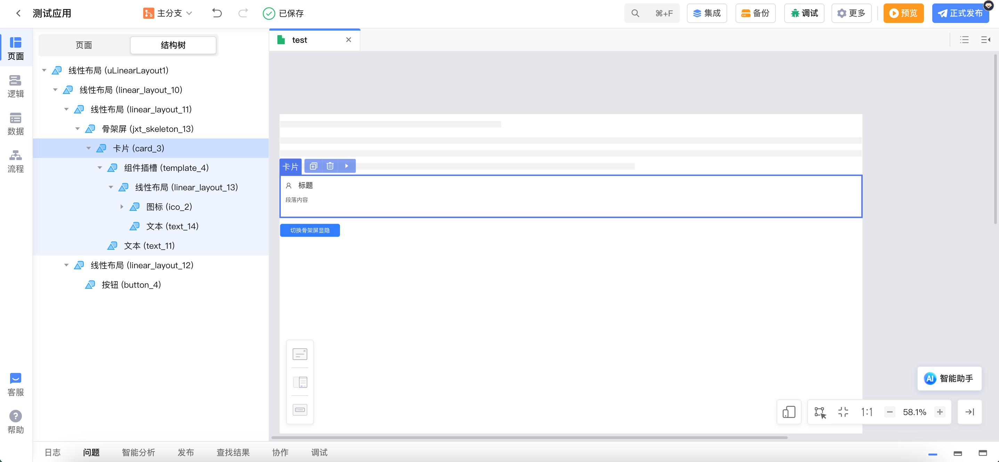 测试应用
主分支
已保存
⌘+F
集成
备份
调试
更多
预览
正式发布
页面
逻辑
数据
流程
客服
帮助
页面
结构树
线性布局 (uLinearLayout1)
线性布局 (linear_layout_10)
线性布局 (linear_layout_11)
骨架屏 (jxt_skeleton_13)
卡片 (card_3)
组件插槽 (template_4)
线性布局 (linear_layout_13)
图标 (ico_2)
文本 (text_14)
文本 (text_11)
线性布局 (linear_layout_12)
按钮 (button_4)
test
卡片
标题
段落内容
切换骨架屏显隐
AI 智能助手
1:1
58.1%
日志
问题
智能分析
发布
查找结果
协作
调试